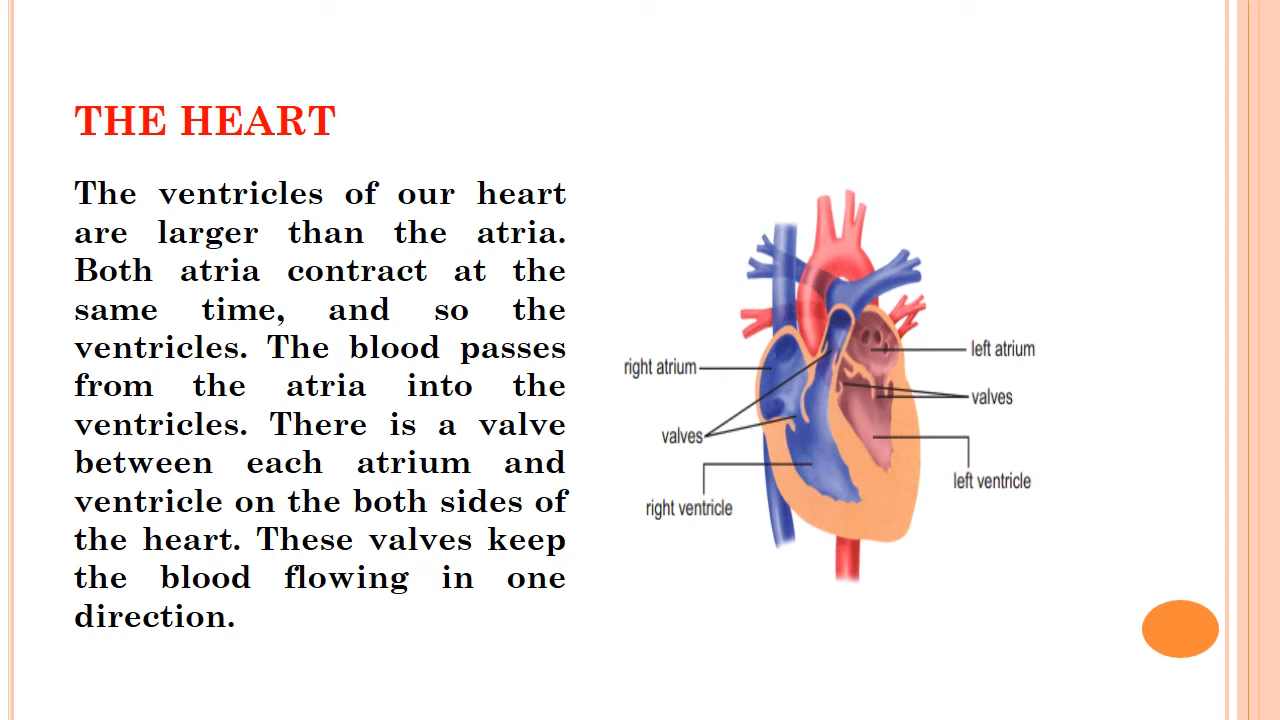 THE HEART
The ventricles of our heart
are larger than the atria.
Both atria contract at the
same time, and so the
ventricles. The blood passes
from the atria into the
ventricles. There is a valve
between each atrium and
ventricle on the both sides of
the heart. These valves keep
the blood flowing in one
direction.
right atrium
valves
right ventricle
left atrium
valves
left ventricle